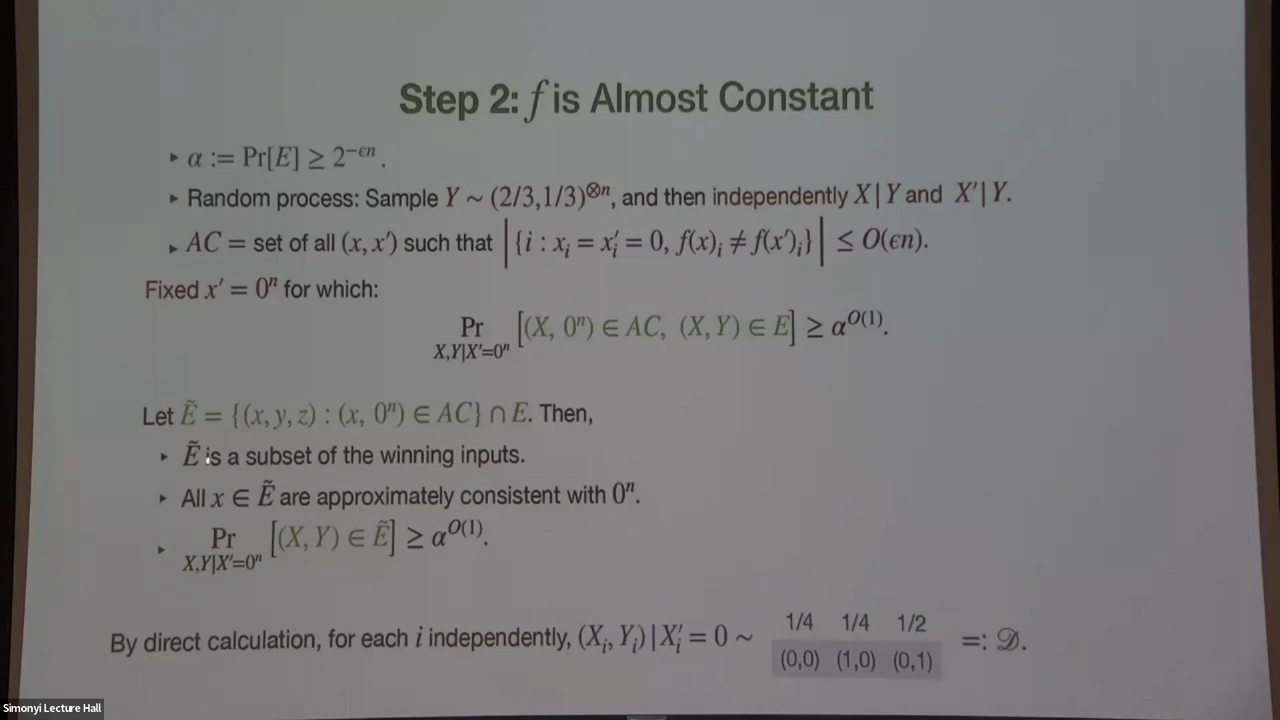 Step 2: f is Almost Constant
▸ α := Pr[E] ≥ 2^{-ϵn}.
▸ Random process: Sample Y ∼ (2/3,1/3)^{⊗n}, and then independently X|Y and X′|Y.
▸ AC = set of all (x, x′) such that |{i : x_i = x′_i = 0, f(x)_i ≠ f(x′)_i}| ≤ O(ϵn).
Fixed x′ = 0^n for which:
Pr_{X,Y|X′=0^n} [(X, 0^n) ∈ AC, (X, Y) ∈ E] ≥ α^{O(1)}.
Let Ẽ = {(x, y, z) : (x, 0^n) ∈ AC} ∩ E. Then,
▸ Ẽ is a subset of the winning inputs.
▸ All x ∈ Ẽ are approximately consistent with 0^n.
▸ Pr_{X,Y|X′=0^n} [(X, Y) ∈ Ẽ] ≥ α^{O(1)}.
1/4 1/4 1/2
By direct calculation, for each i independently, (X_i, Y_i)|X′_i = 0 ∼ =: 𝒟.
(0,0) (1,0) (0,1)
Simonyi Lecture Hall